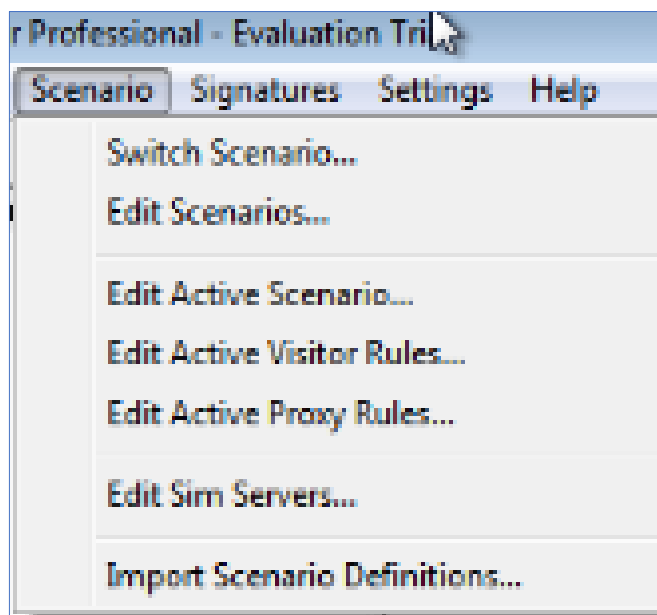 r Professional - Evaluation Tri
Scenario Signatures Settings Help
Switch Scenario...
Edit Scenarios...
Edit Active Scenario...
Edit Active Visitor Rules...
Edit Active Proxy Rules...
Edit Sim Servers...
Import Scenario Definitions...